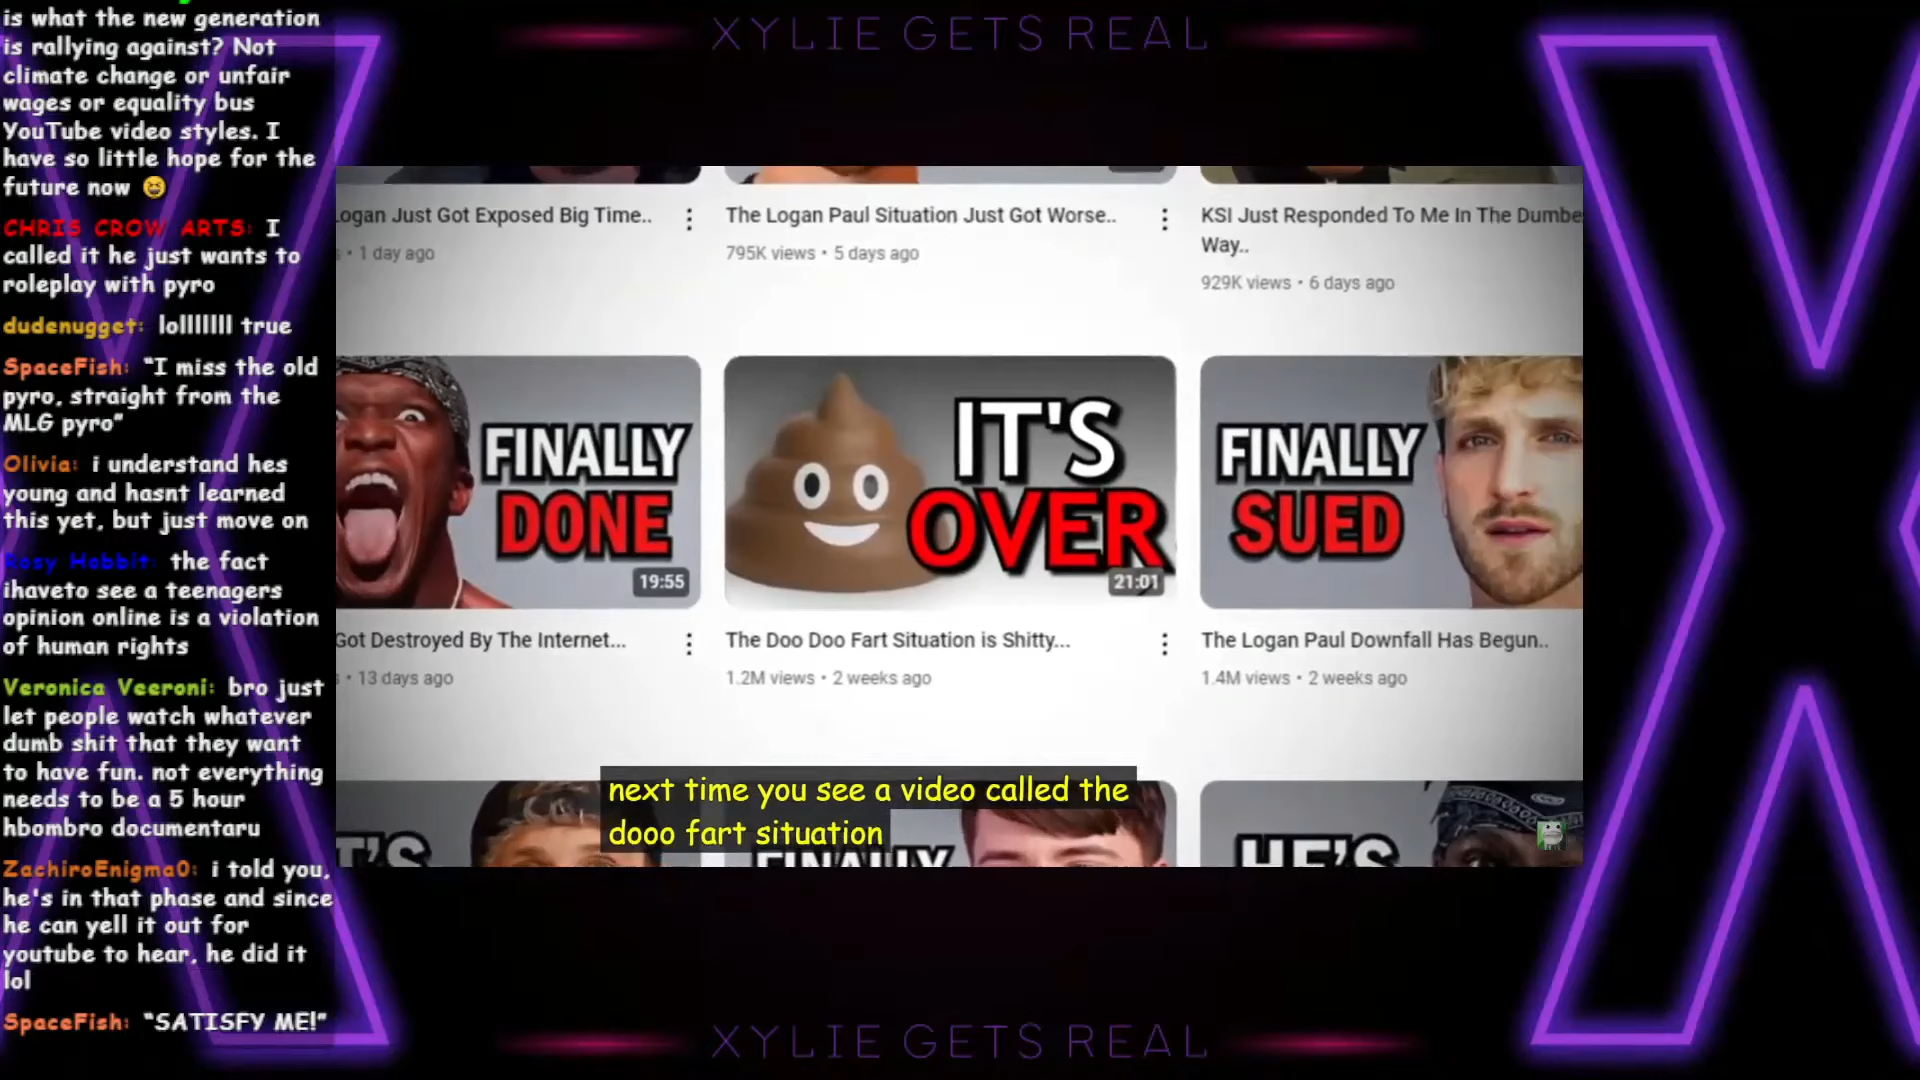 XYLIE GETS REAL
is what the new generation
is rallying against? Not
climate change or unfair
wages or equality bus
YouTube video styles. I
have so little hope for the
future now 😆
CHRIS CROW ARTS: I
called it he just wants to
roleplay with pyro
dudenugget: lolllllll true
SpaceFish: "I miss the old
pyro, straight from the
MLG pyro"
Olivia: i understand hes
young and hasnt learned
this yet, but just move on
Rosy Hobbit: the fact
ihaveto see a teenagers
opinion online is a violation
of human rights
Veronica Veeroni: bro just
let people watch whatever
dumb shit that they want
to have fun. not everything
needs to be a 5 hour
hbombro documentaru
ZachiroEnigma0: i told you,
he's in that phase and since
he can yell it out for
youtube to hear, he did it
lol
SpaceFish: "SATISFY ME!"
Logan Just Got Exposed Big Time..
• 1 day ago
The Logan Paul Situation Just Got Worse..
795K views • 5 days ago
KSI Just Responded To Me In The Dumbe
Way..
929K views • 6 days ago
FINALLY
DONE
19:55
Got Destroyed By The Internet...
• 13 days ago
IT'S
OVER
21:01
The Doo Doo Fart Situation is Shitty...
1.2M views • 2 weeks ago
FINALLY
SUED
The Logan Paul Downfall Has Begun..
1.4M views • 2 weeks ago
next time you see a video called the
dooo fart situation
IT'S
FINALLY
HE'S
XYLIE GETS REAL